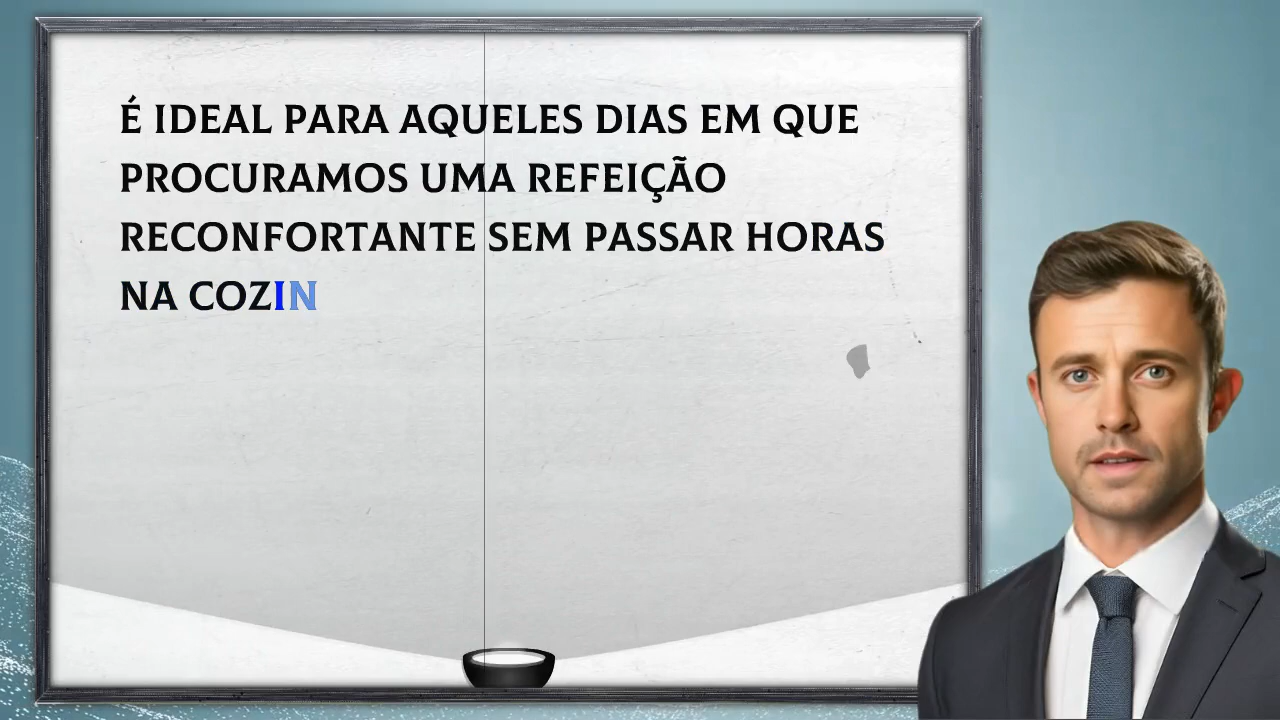 É IDEAL PARA AQUELES DIAS EM QUE
PROCURAMOS UMA REFEIÇÃO
RECONFORTANTE SEM PASSAR HORAS
NA COZIN